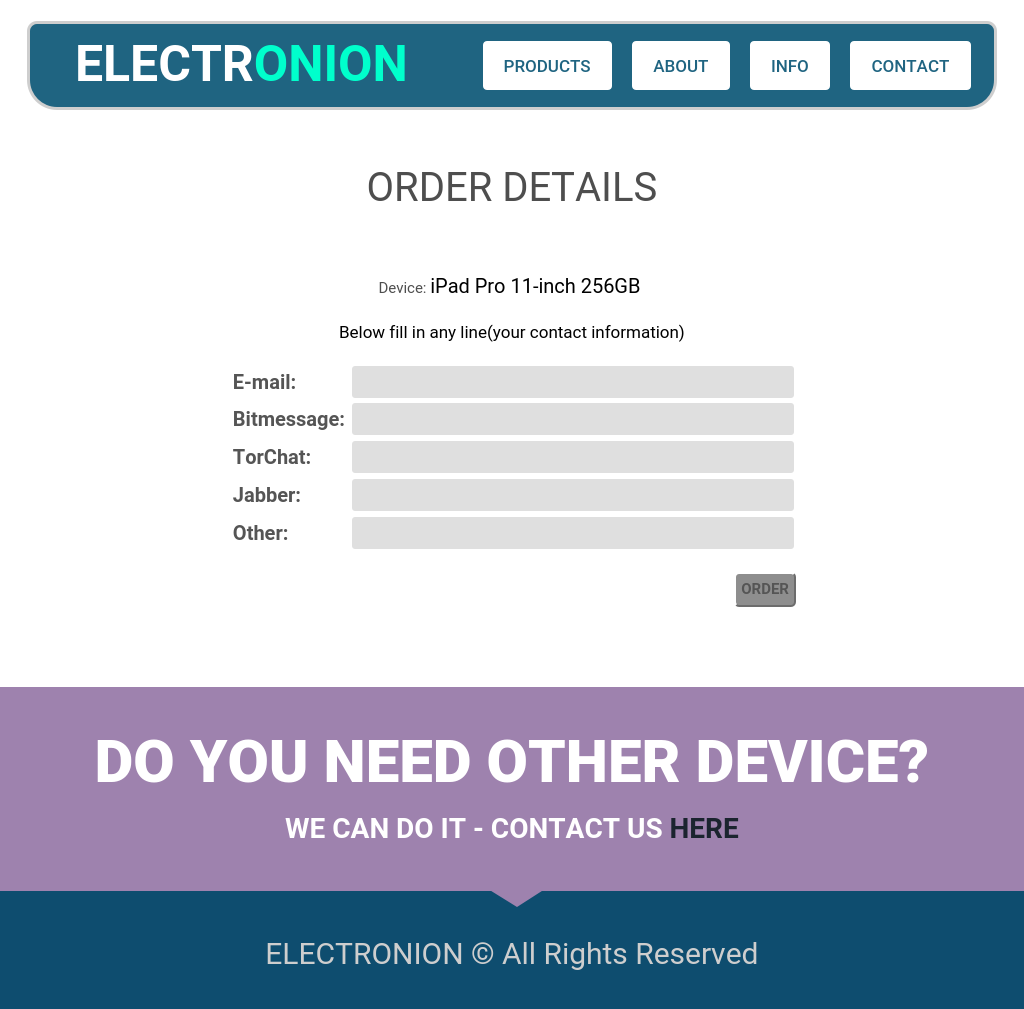 ELECTRONION
PRODUCTS ABOUT INFO CONTACT
ORDER DETAILS
Device: iPad Pro 11-inch 256GB
Below fill in any line(your contact information)
E-mail:
Bitmessage:
TorChat:
Jabber:
Other:
ORDER
DO YOU NEED OTHER DEVICE?
WE CAN DO IT - CONTACT US HERE
ELECTRONION © All Rights Reserved